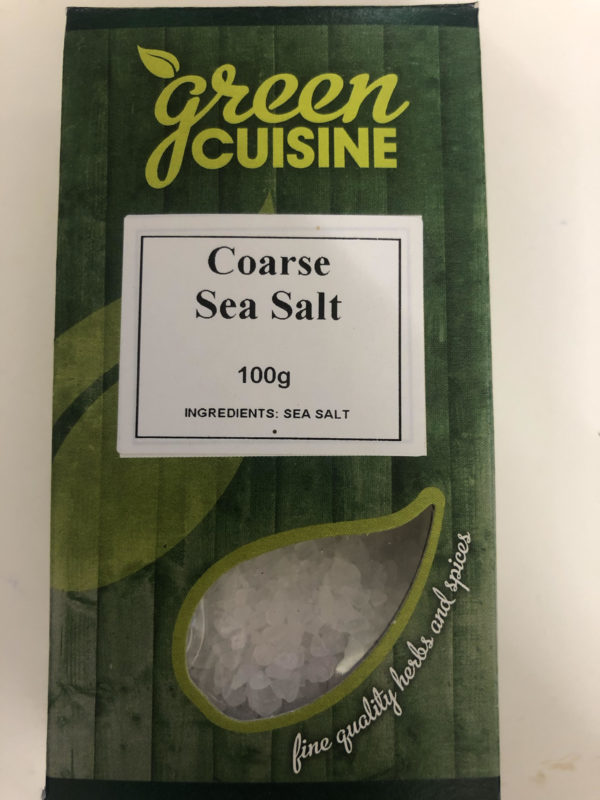 green
CUISINE
Coarse
Sea Salt
100g
INGREDIENTS: SEA SALT
fine quality herbs and spices